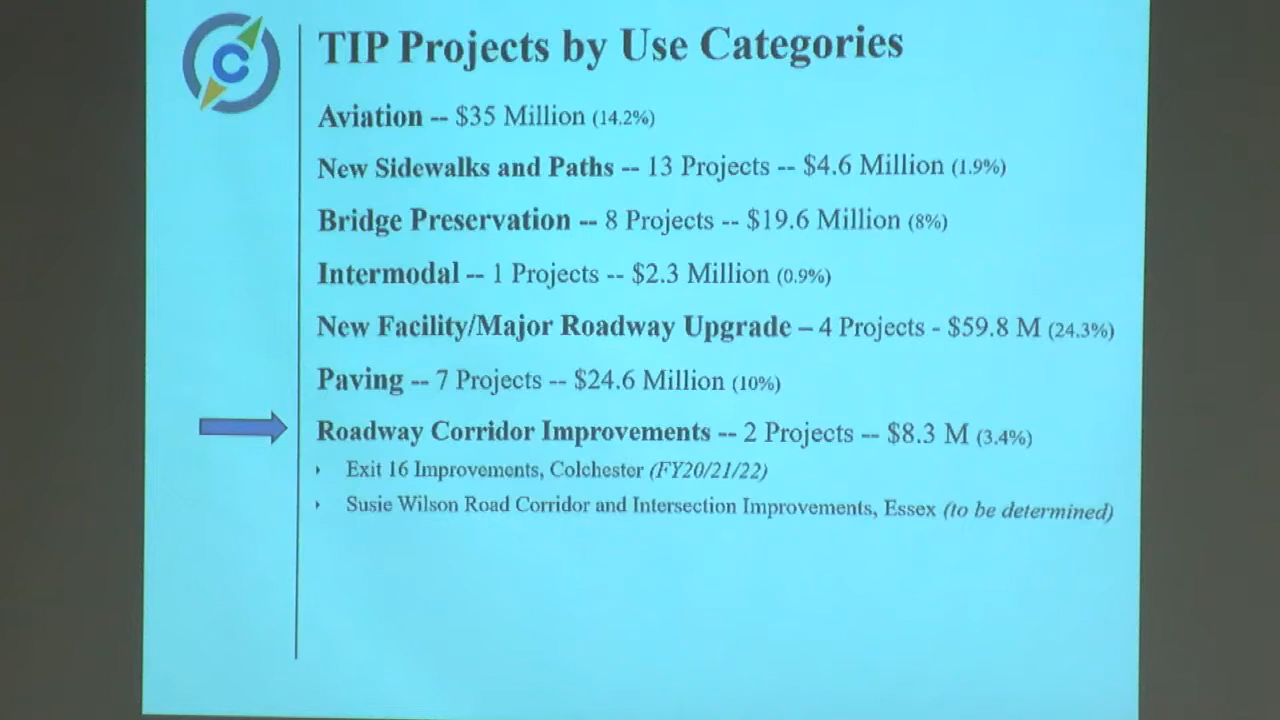 C
TIP Projects by Use Categories
Aviation -- $35 Million (14.2%)
New Sidewalks and Paths -- 13 Projects -- $4.6 Million (1.9%)
Bridge Preservation -- 8 Projects -- $19.6 Million (8%)
Intermodal -- 1 Projects -- $2.3 Million (0.9%)
New Facility/Major Roadway Upgrade – 4 Projects - $59.8 M (24.3%)
Paving -- 7 Projects -- $24.6 Million (10%)
Roadway Corridor Improvements -- 2 Projects -- $8.3 M (3.4%)
Exit 16 Improvements, Colchester (FY20/21/22)
Susie Wilson Road Corridor and Intersection Improvements, Essex (to be determined)